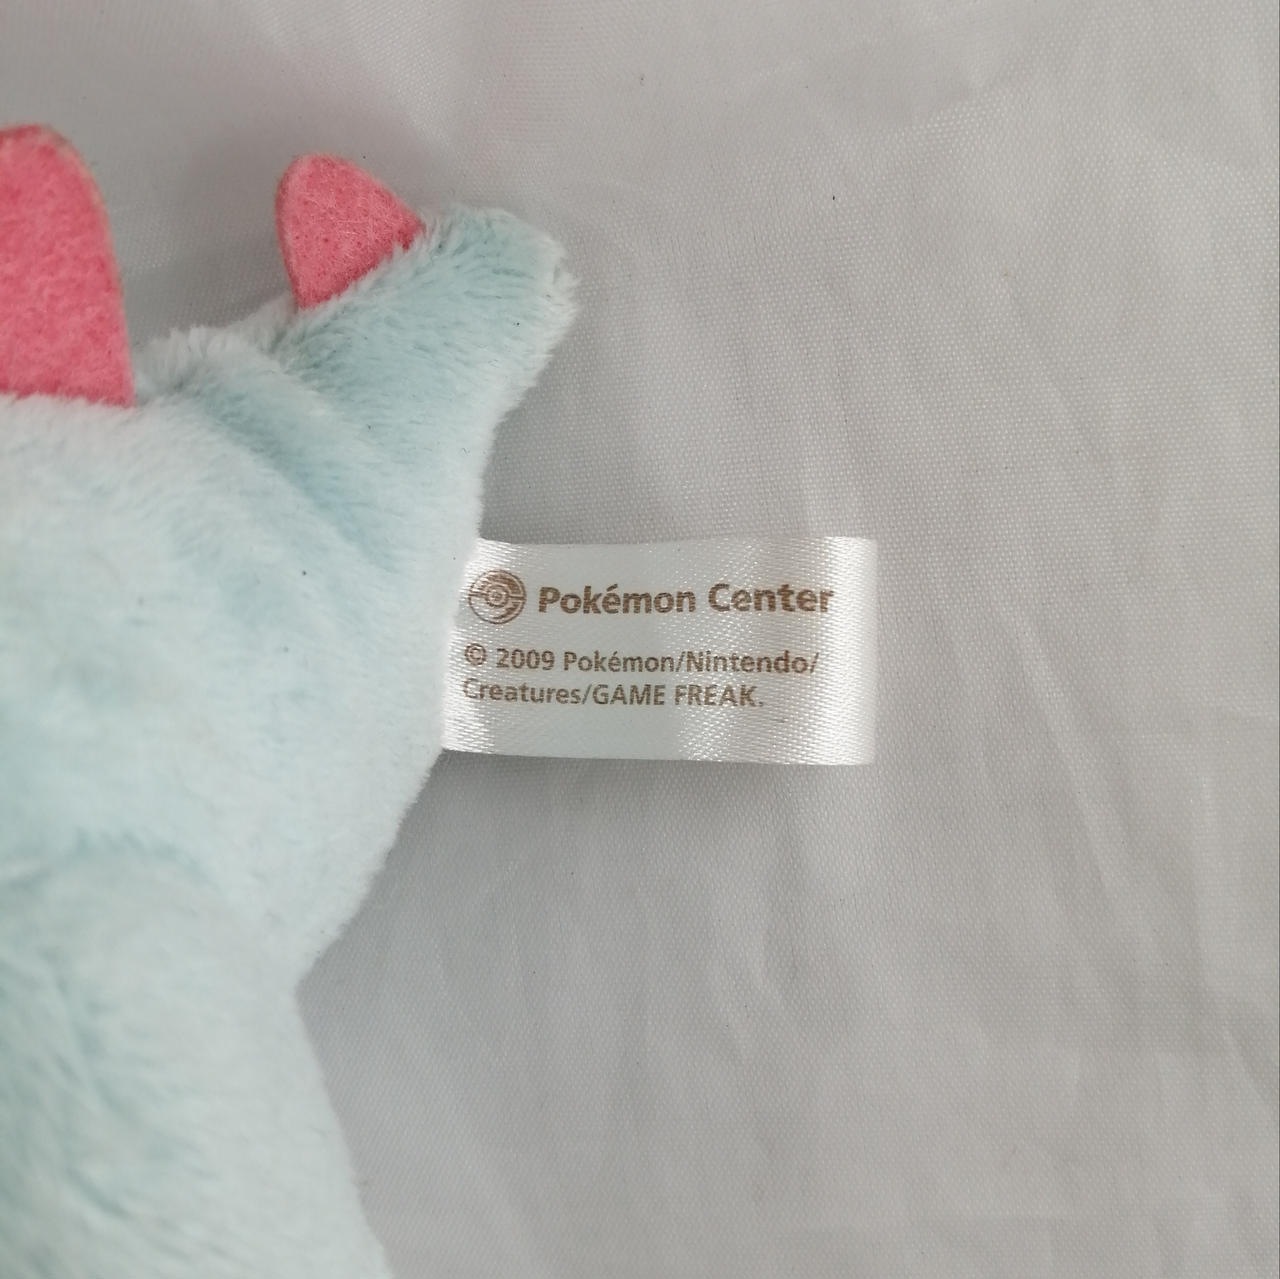 Pokémon Center
© 2009 Pokémon/Nintendo/
Creatures/GAME FREAK.